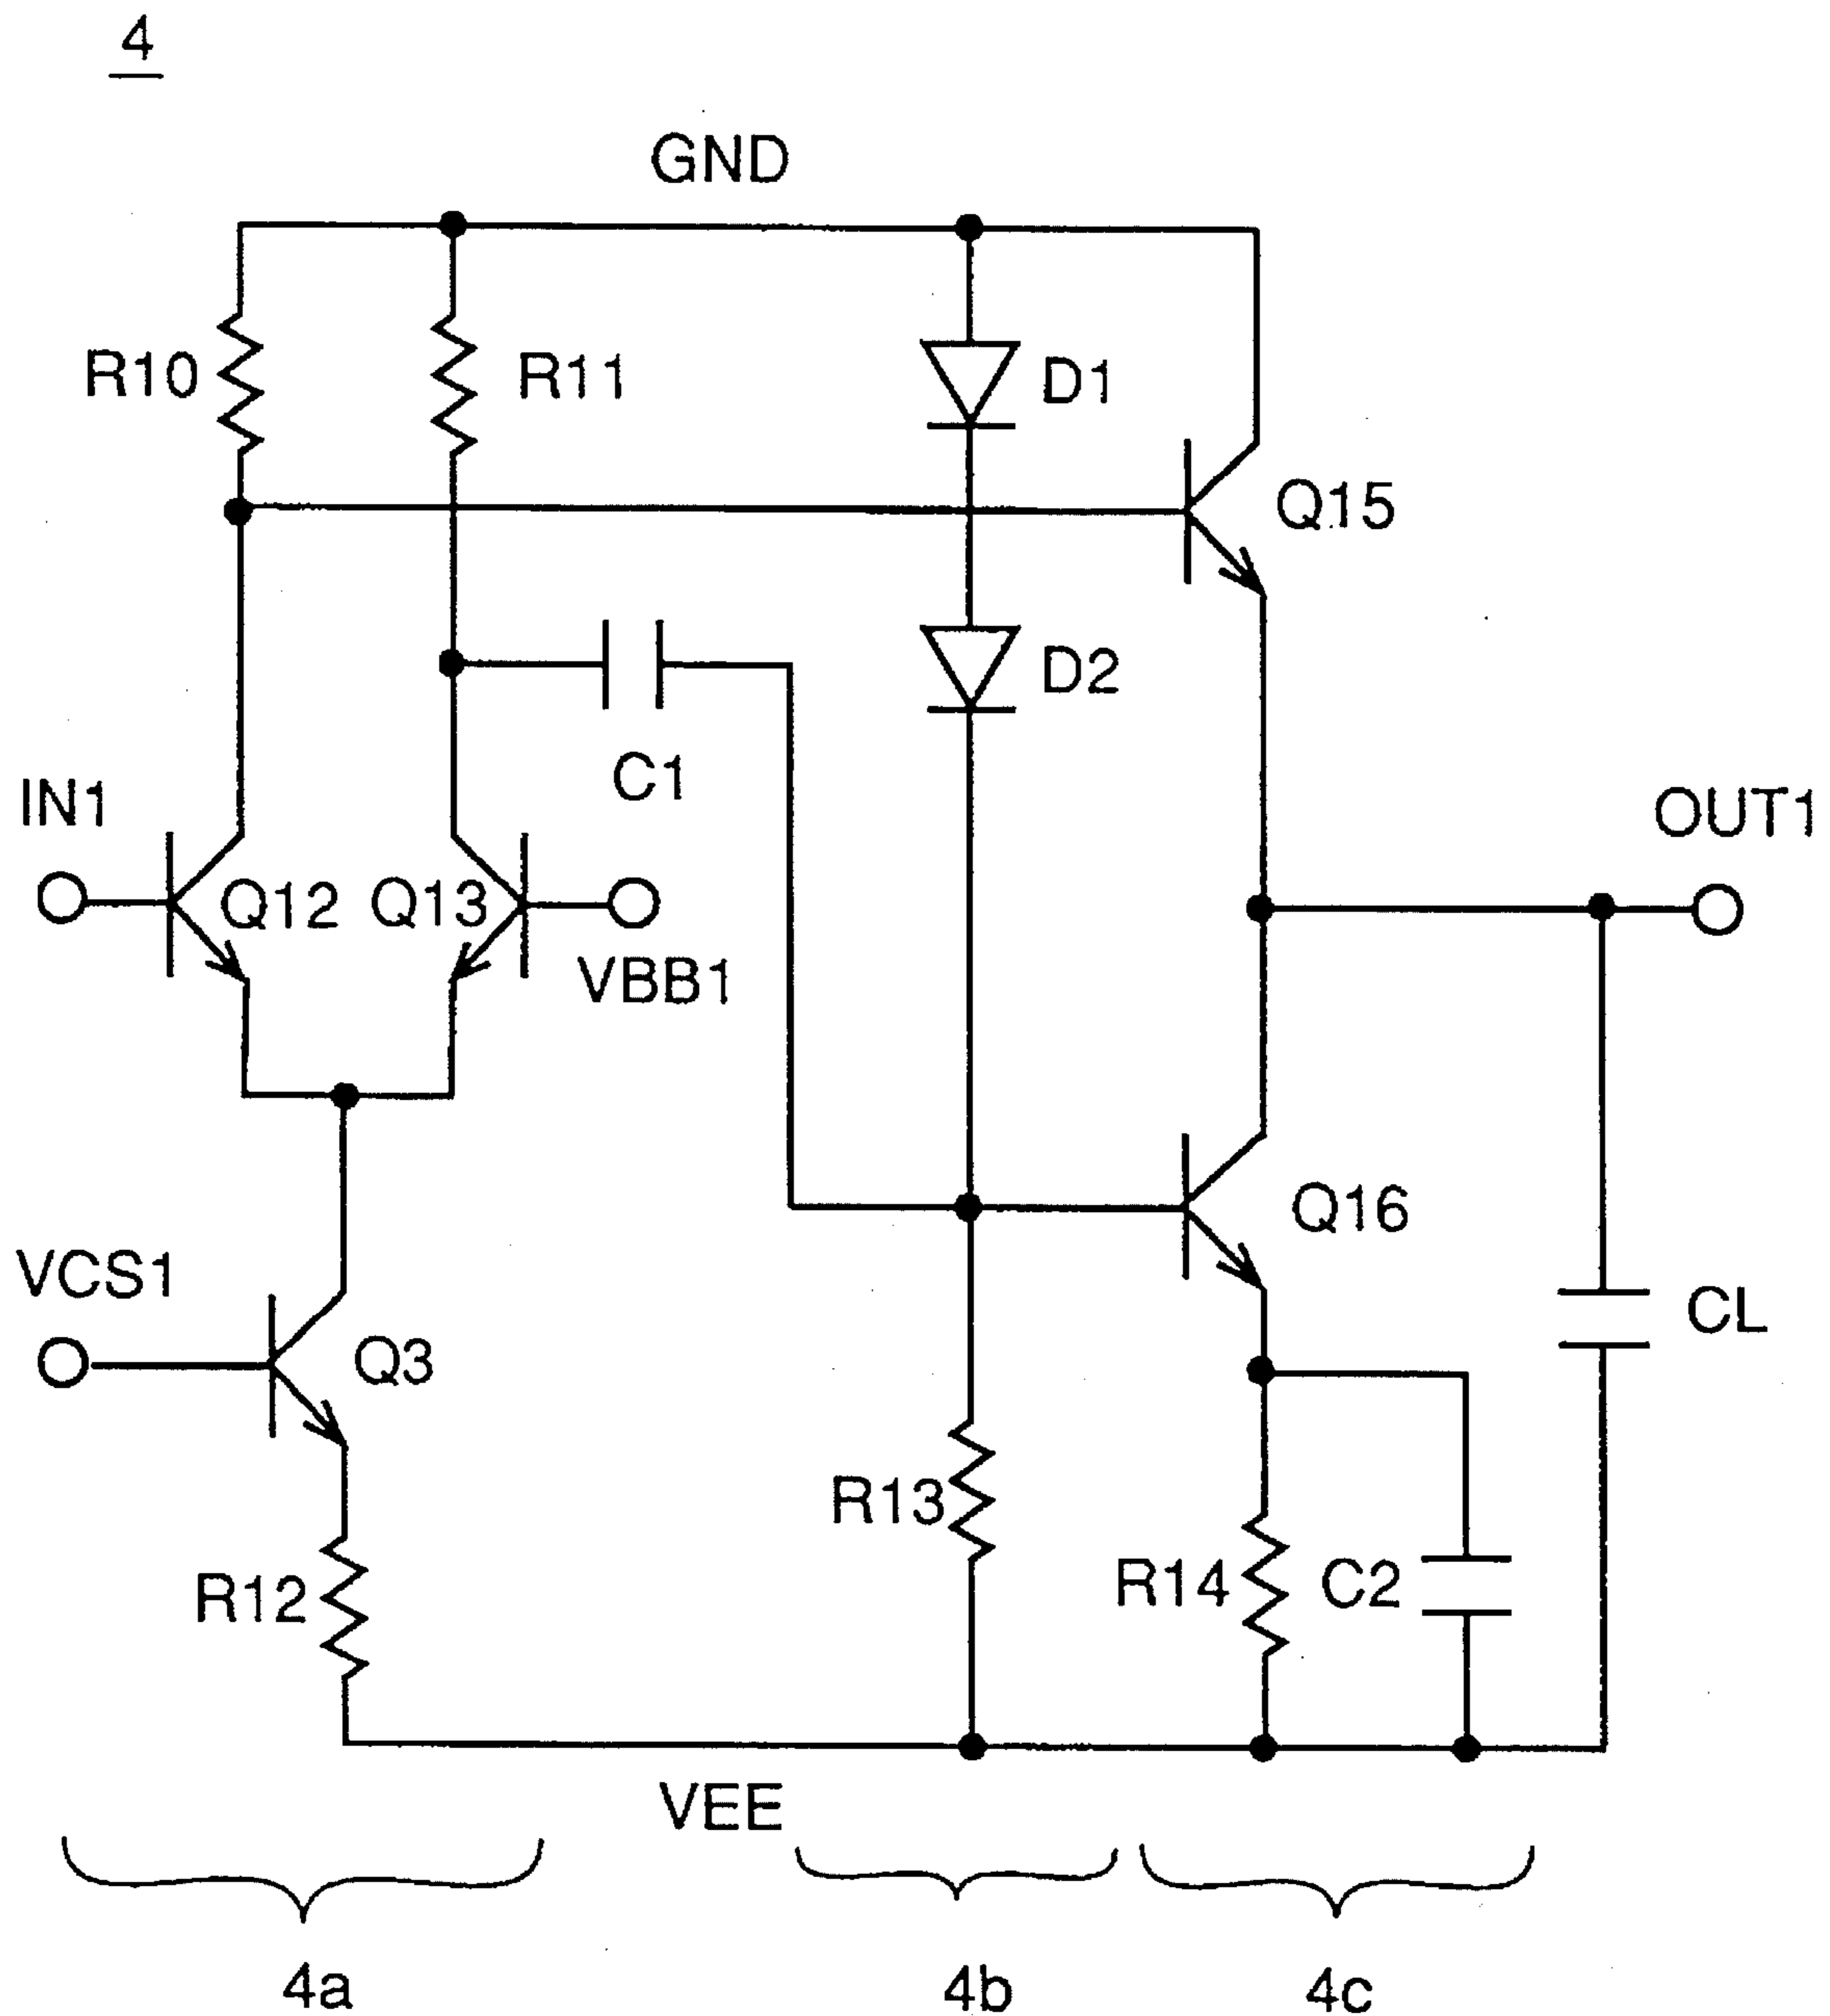 4
GND
R10
R11
D1
Q15
D2
C1
IN1
OUT1
Q12
Q13
VBB1
Q16
VCS1
CL
Q3
R13
R14
C2
R12
VEE
4a
4b
4c